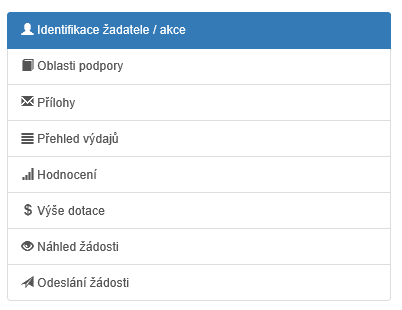 Identifikace žadatele / akce
Oblasti podpory
Přílohy
Přehled výdajů
Hodnocení
$ Výše dotace
Náhled žádosti
Odeslání žádosti